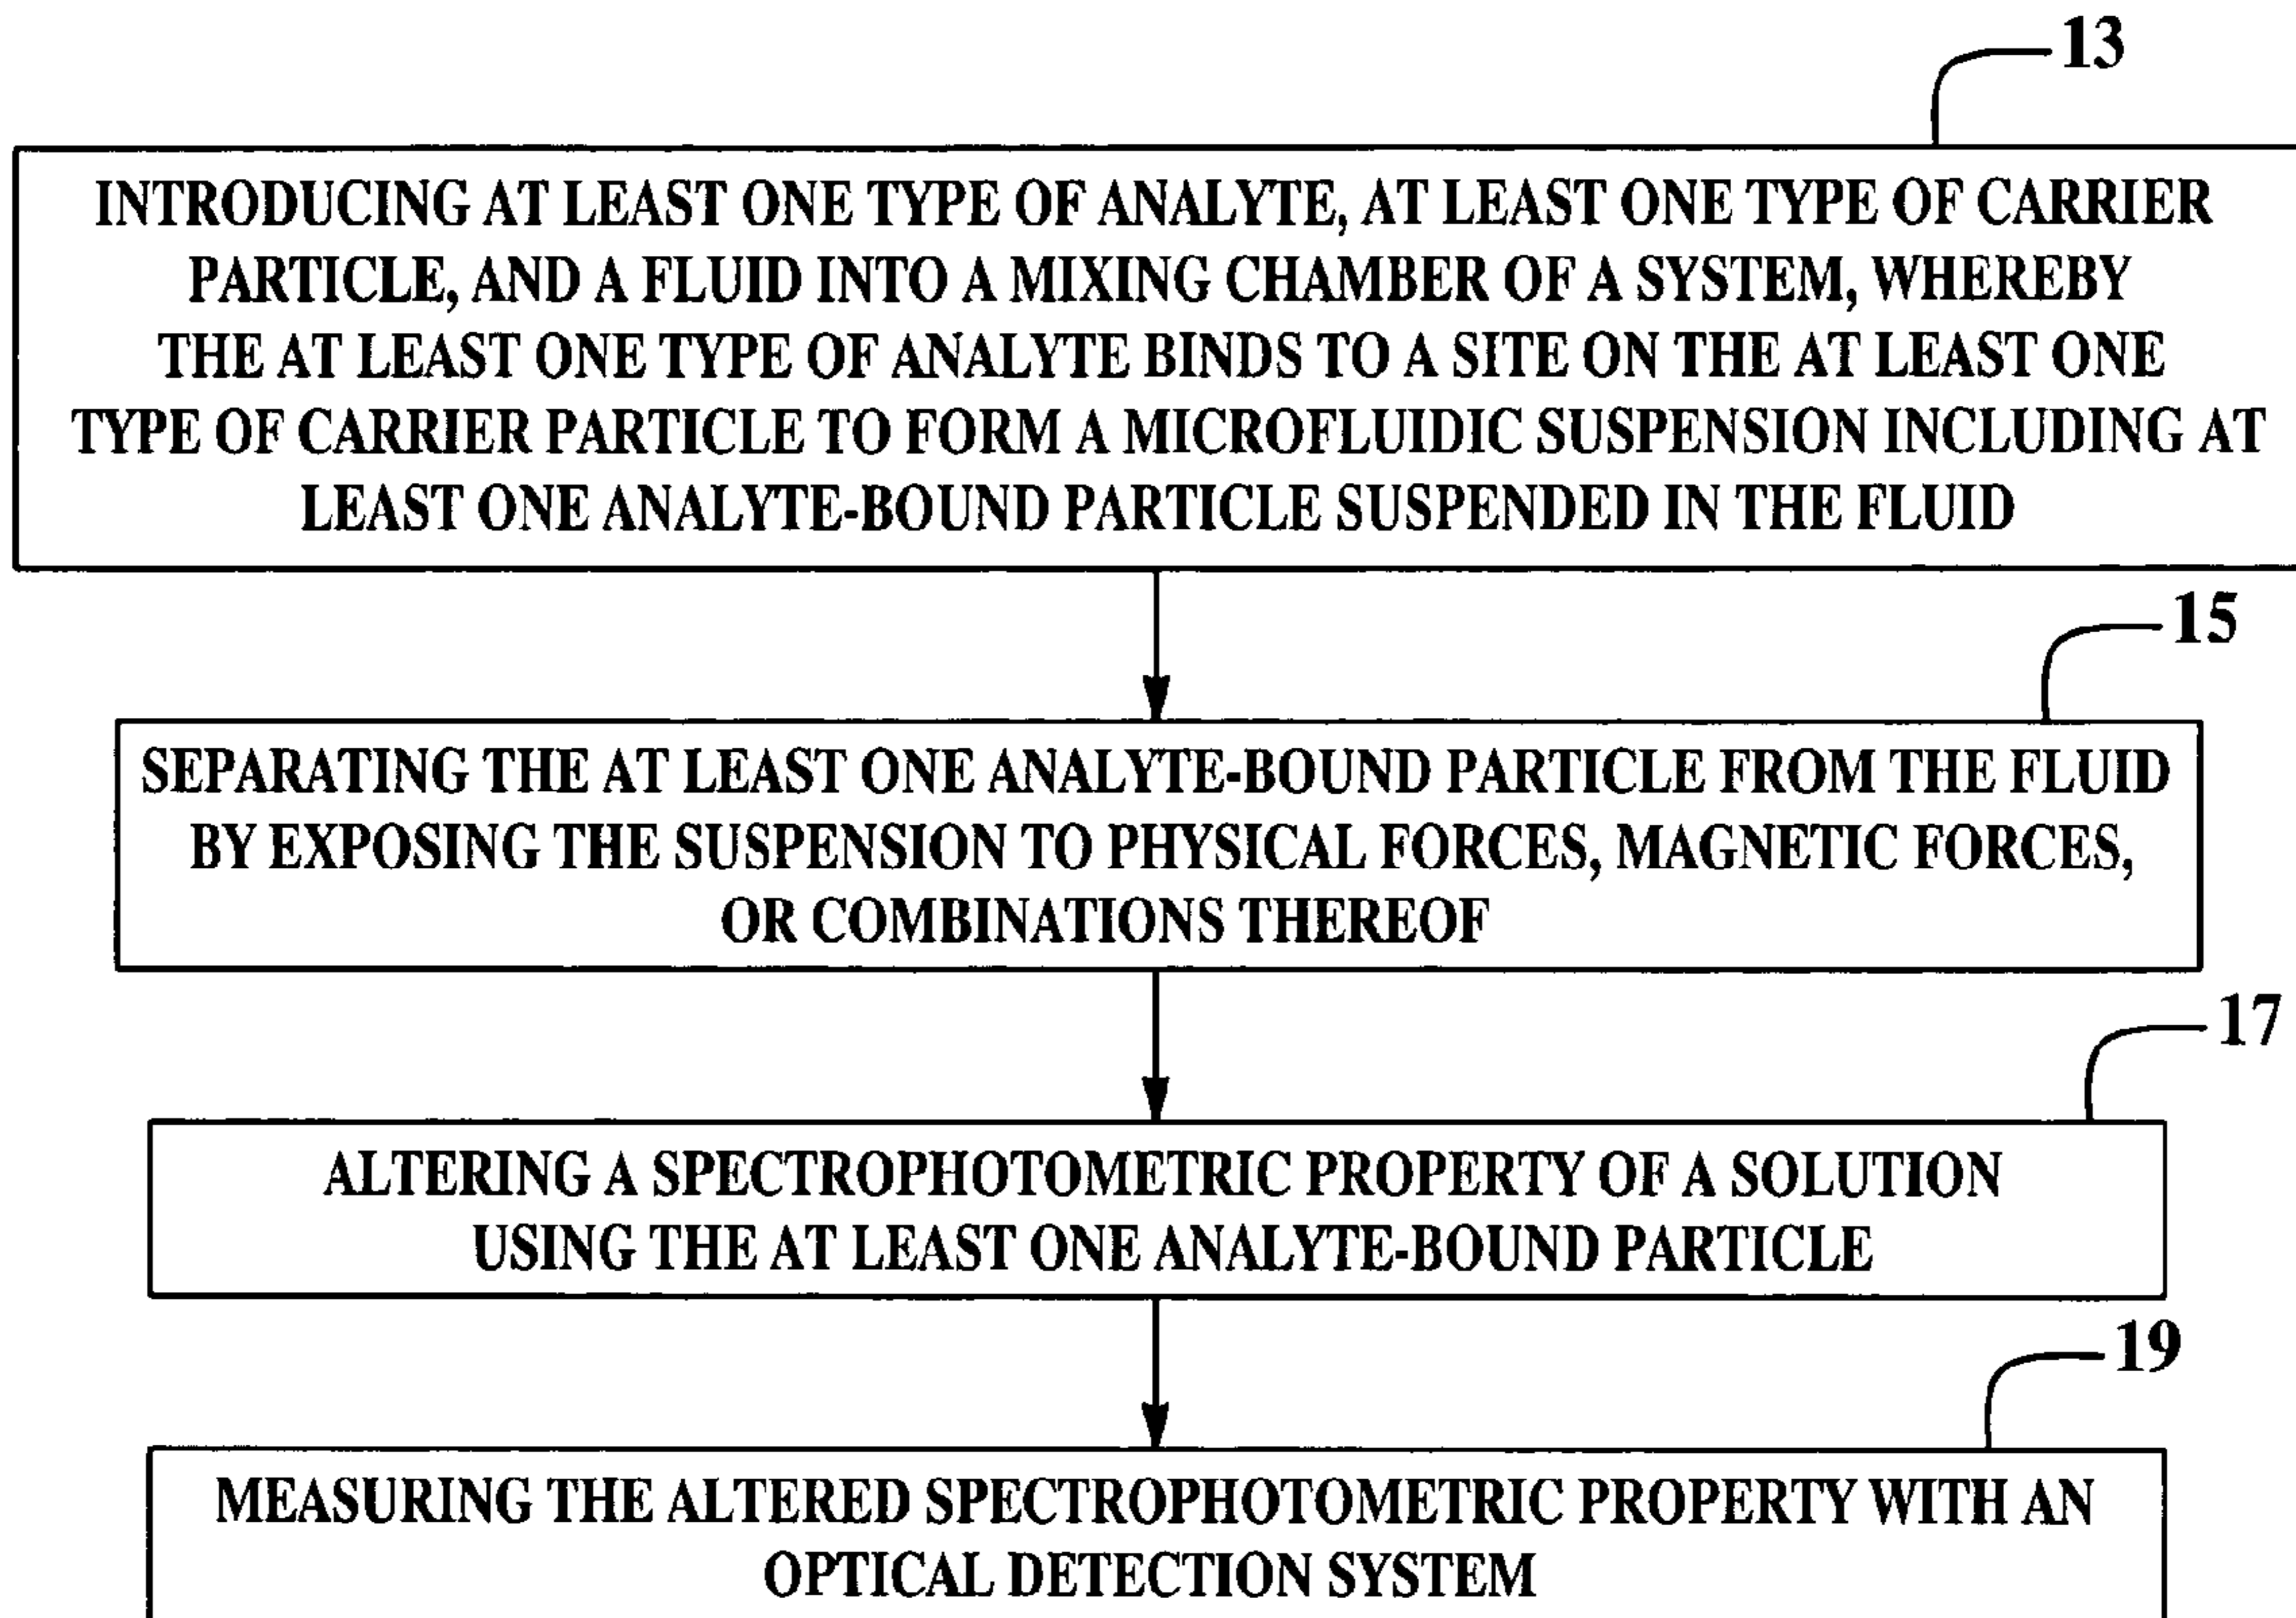 13
INTRODUCING AT LEAST ONE TYPE OF ANALYTE, AT LEAST ONE TYPE OF CARRIER
PARTICLE, AND A FLUID INTO A MIXING CHAMBER OF A SYSTEM, WHEREBY
THE AT LEAST ONE TYPE OF ANALYTE BINDS TO A SITE ON THE AT LEAST ONE
TYPE OF CARRIER PARTICLE TO FORM A MICROFLUIDIC SUSPENSION INCLUDING AT
LEAST ONE ANALYTE-BOUND PARTICLE SUSPENDED IN THE FLUID
15
SEPARATING THE AT LEAST ONE ANALYTE-BOUND PARTICLE FROM THE FLUID
BY EXPOSING THE SUSPENSION TO PHYSICAL FORCES, MAGNETIC FORCES,
OR COMBINATIONS THEREOF
17
ALTERING A SPECTROPHOTOMETRIC PROPERTY OF A SOLUTION
USING THE AT LEAST ONE ANALYTE-BOUND PARTICLE
19
MEASURING THE ALTERED SPECTROPHOTOMETRIC PROPERTY WITH AN
OPTICAL DETECTION SYSTEM